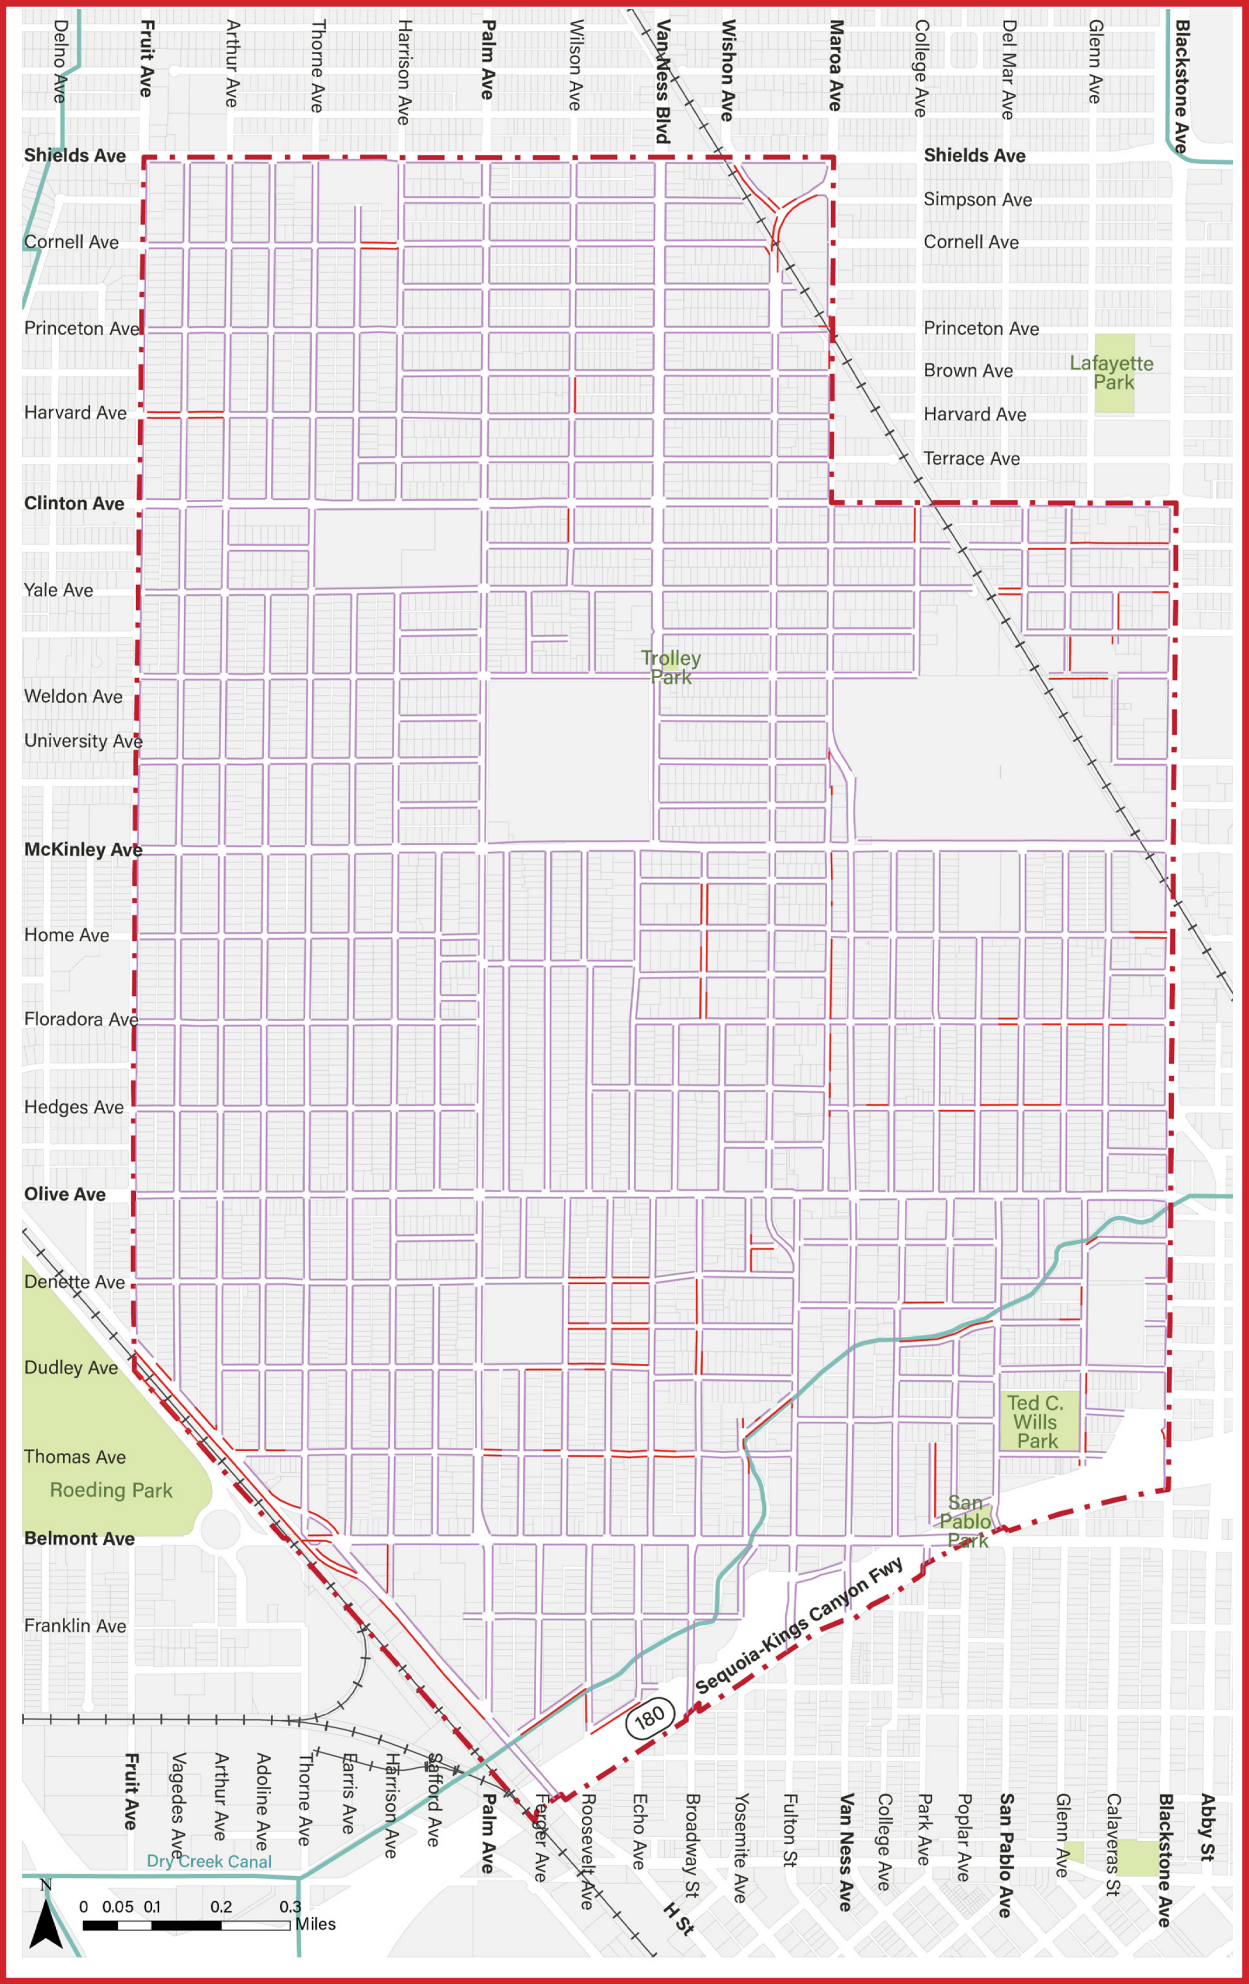 Delno Ave
Fruit Ave
Arthur Ave
Thorne Ave
Harrison Ave
Palm Ave
Wilson Ave
Van Ness Blvd
Wishon Ave
Maroa Ave
College Ave
Del Mar Ave
Glenn Ave
Blackstone Ave
Shields Ave
Shields Ave
Simpson Ave
Cornell Ave
Cornell Ave
Princeton Ave
Princeton Ave
Brown Ave
Lafayette
Park
Harvard Ave
Harvard Ave
Terrace Ave
Clinton Ave
Yale Ave
Trolley
Park
Weldon Ave
University Ave
McKinley Ave
Home Ave
Floradora Ave
Hedges Ave
Olive Ave
Denette Ave
Dudley Ave
Ted C.
Wills
Park
Thomas Ave
Roeding Park
San
Pablo
Park
Belmont Ave
Sequoia-Kings Canyon Fwy
Franklin Ave
180
Fruit Ave
Vagedes Ave
Arthur Ave
Adoline Ave
Thorne Ave
Farris Ave
Harrison Ave
Safford Ave
Palm Ave
Ferger Ave
Roosevelt Ave
Echo Ave
Broadway St
Yosemite Ave
Fulton St
Van Ness Ave
College Ave
Park Ave
Poplar Ave
San Pablo Ave
Glenn Ave
Calaveras St
Blackstone Ave
Abby St
Dry Creek Canal
H St
N
0 0.05 0.1 0.2 0.3
Miles